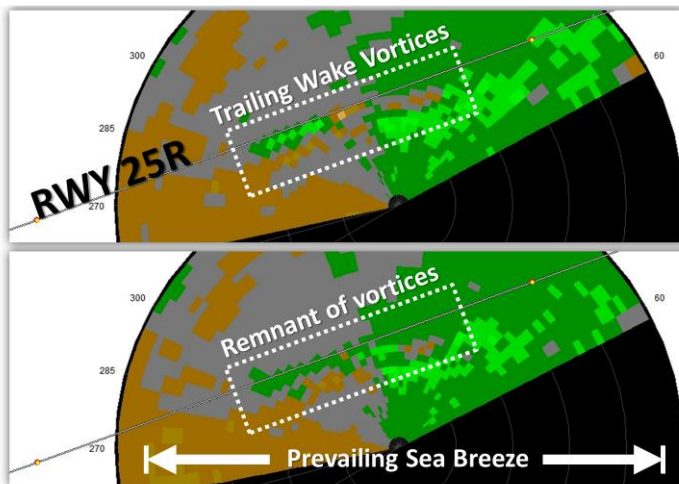 300
60
Trailing Wake Vortices
285
RWY 25R
270
300
60
Remnant of vortices
285
270
Prevailing Sea Breeze